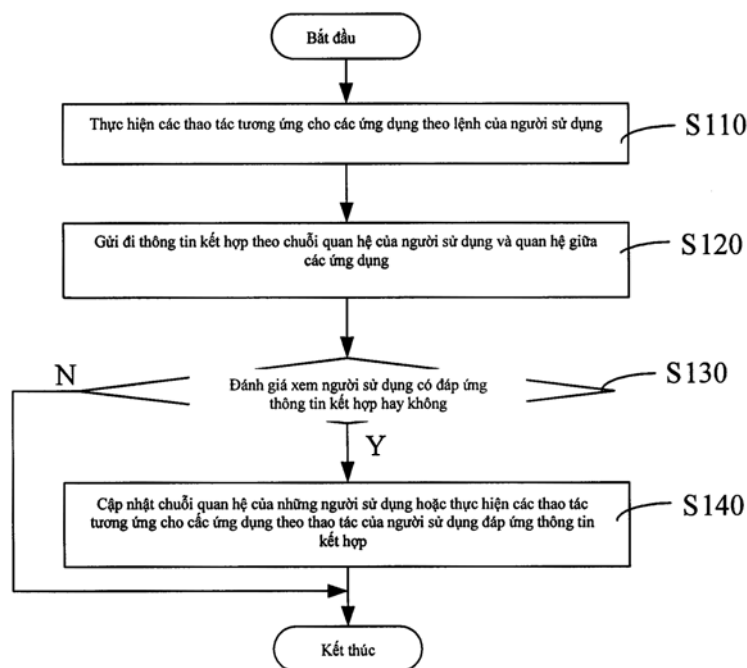 Bắt đầu
Thực hiện các thao tác tương ứng cho các ứng dụng theo lệnh của người sử dụng
S110
Gửi đi thông tin kết hợp theo chuỗi quan hệ của người sử dụng và quan hệ giữa
các ứng dụng
S120
N
Đánh giá xem người sử dụng có đáp ứng
thông tin kết hợp hay không
S130
Y
Cập nhật chuỗi quan hệ của những người sử dụng hoặc thực hiện các thao tác
tương ứng cho cấc ứng dụng theo thao tác của người sử dụng đáp ứng thông tin
kết hợp
S140
Kết thúc